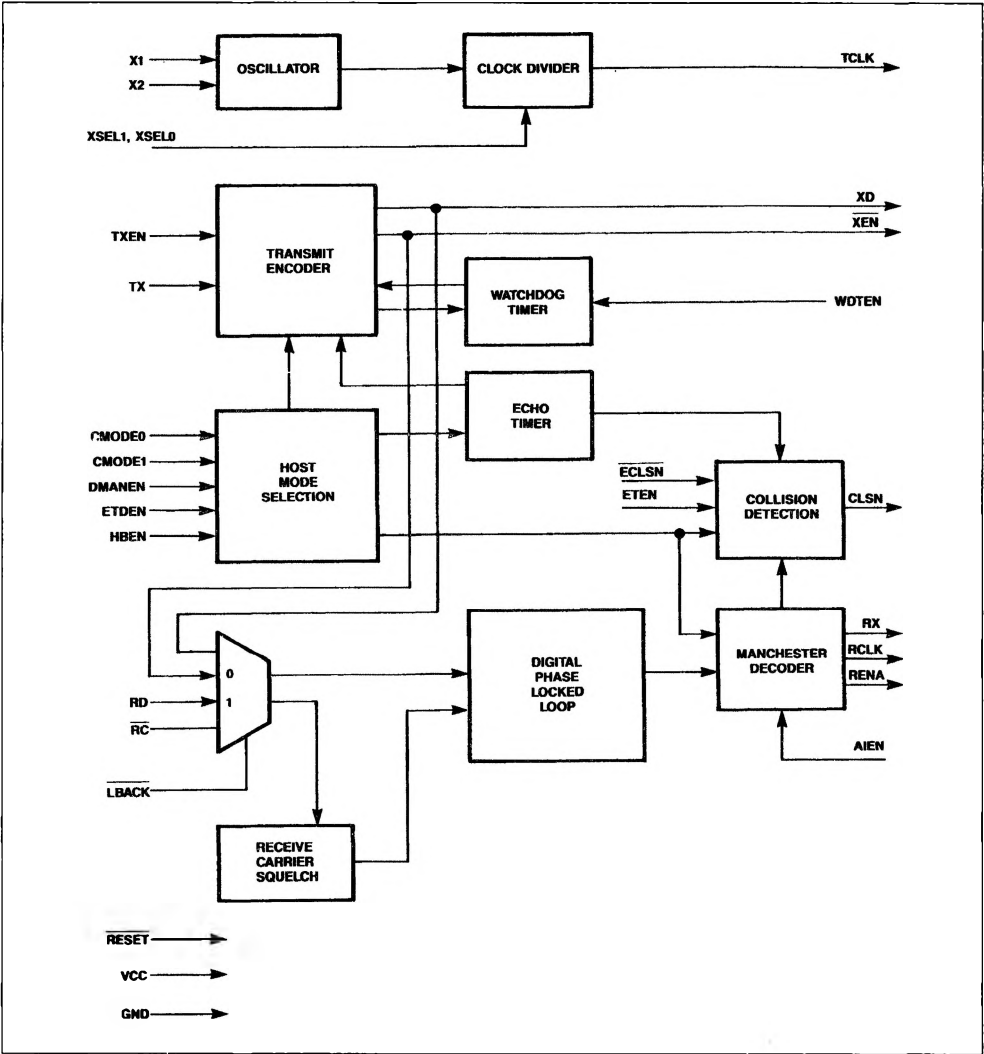 X1
X2
OSCILLATOR
CLOCK DIVIDER
TCLK
XSEL1, XSEL0
TXEN
TX
TRANSMIT
ENCODER
XD
XEN
WATCHDOG
TIMER
WDTEN
ECHO
TIMER
CMODE0
CMODE1
DMANEN
ETDEN
HBEN
HOST
MODE
SELECTION
ECLSN
ETEN
COLLISION
DETECTION
CLSN
0
1
RD
RC
LBACK
DIGITAL
PHASE
LOCKED
LOOP
MANCHESTER
DECODER
RX
RCLK
RENA
AIEN
RECEIVE
CARRIER
SQUELCH
RESET
VCC
GND